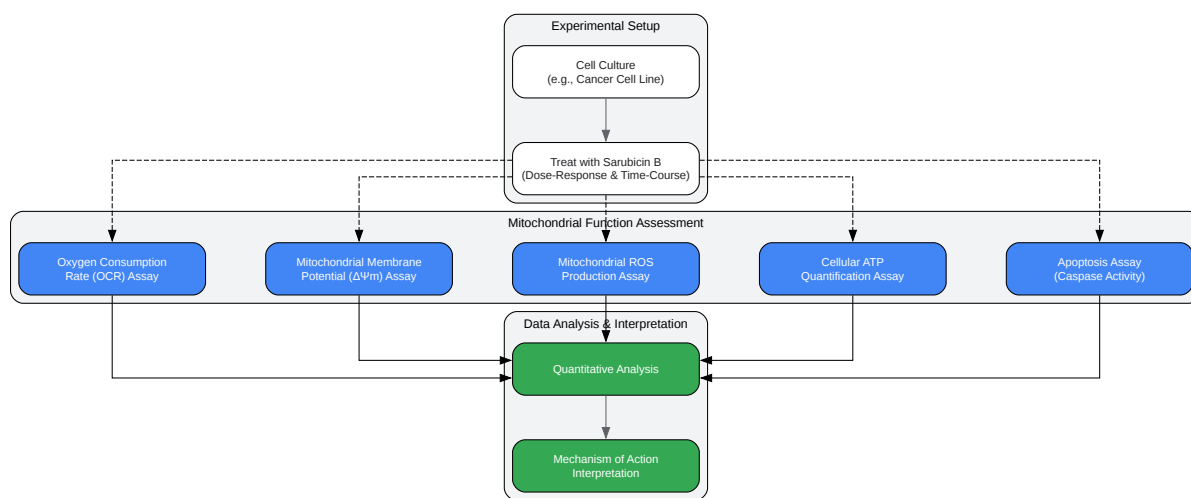 Experimental Setup
Cell Culture
(e.g., Cancer Cell Line)
Treat with Sarubicin B
(Dose-Response & Time-Course)
Mitochondrial Function Assessment
Oxygen Consumption
Rate (OCR) Assay
Mitochondrial Membrane
Potential (ΔΨm) Assay
Mitochondrial ROS
Production Assay
Cellular ATP
Quantification Assay
Apoptosis Assay
(Caspase Activity)
Data Analysis & Interpretation
Quantitative Analysis
Mechanism of Action
Interpretation